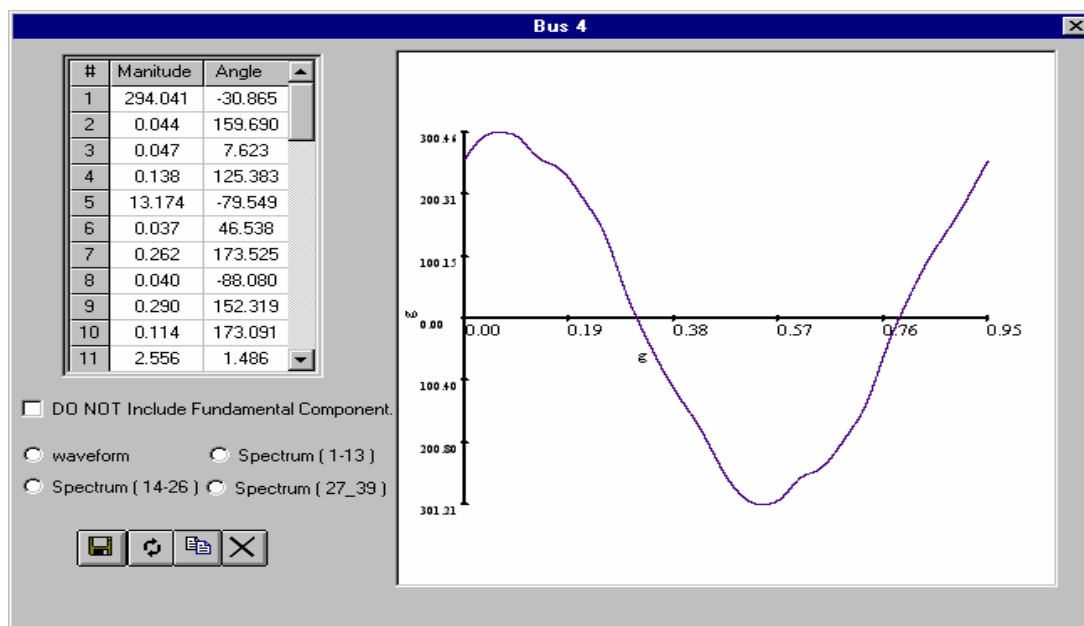 Bus 4
# Manitude Angle
1 294.041 -30.865
2 0.044 159.690
3 0.047 7.623
4 0.138 125.383
5 13.174 -79.549
6 0.037 46.538
7 0.262 173.525
8 0.040 -88.080
9 0.290 152.319
10 0.114 173.091
11 2.556 1.486
DO NOT Include Fundamental Component.
waveform Spectrum ( 1-13 )
Spectrum ( 14-26 ) Spectrum ( 27_39 )
300.46
200.31
100.15
0.00
100.40
200.80
301.21
0.00 0.19 0.38 0.57 0.76 0.95